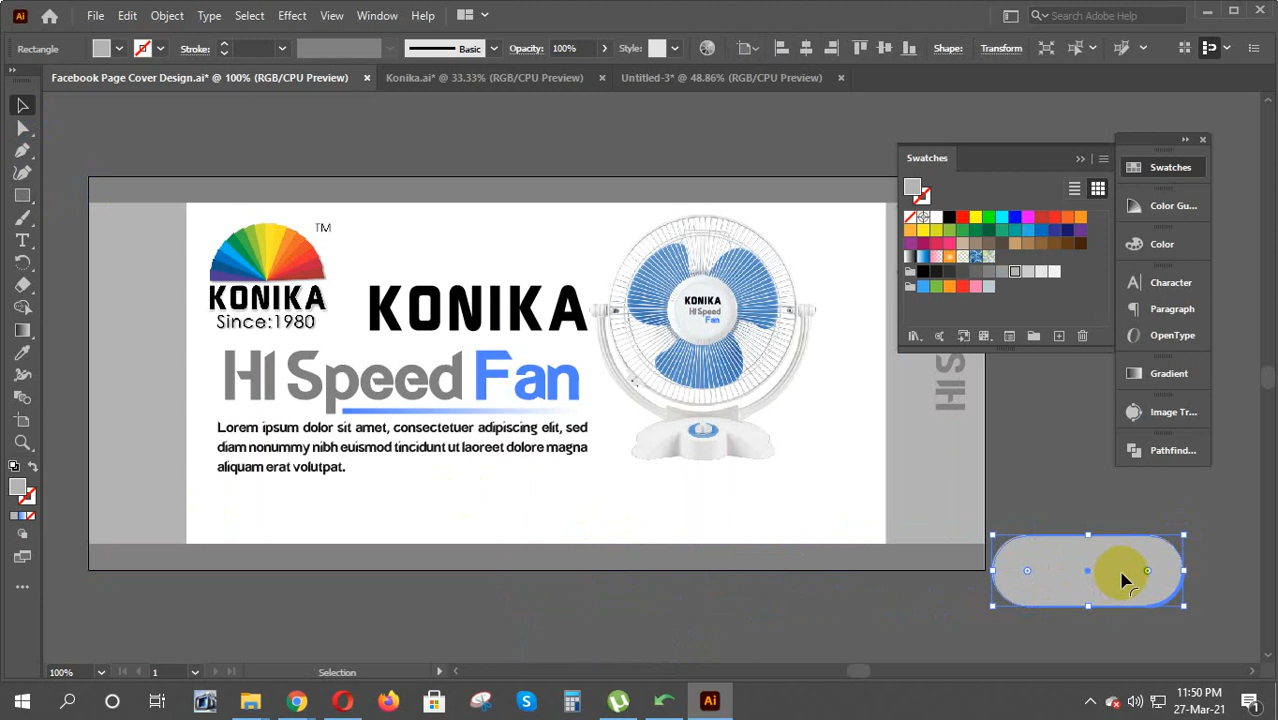 Ai File Edit Object Type Select Effect View Window Help Search Adobe Help
Rectangle Stroke: Basic Opacity: 100% Style: Shape: Transform
Facebook Page Cover Design.ai* @ 100% (RGB/CPU Preview) × Konika.ai* @ 33.33% (RGB/CPU Preview) × Untitled-3* @ 48.86% (RGB/CPU Preview) ×
Swatches
Swatches
Color Gu...
Color
Character
Paragraph
OpenType
Gradient
Image Tr...
Pathfind...
TM
KONIKA
Since:1980
KONIKA
HI Speed Fan
Lorem ipsum dolor sit amet, consectetuer adipiscing elit, sed
diam nonummy nibh euismod tincidunt ut laoreet dolore magna
aliquam erat volutpat.
KONIKA
HI Speed
Fan
HI S
100% 1 Selection
Ai
11:50 PM
27-Mar-21
1